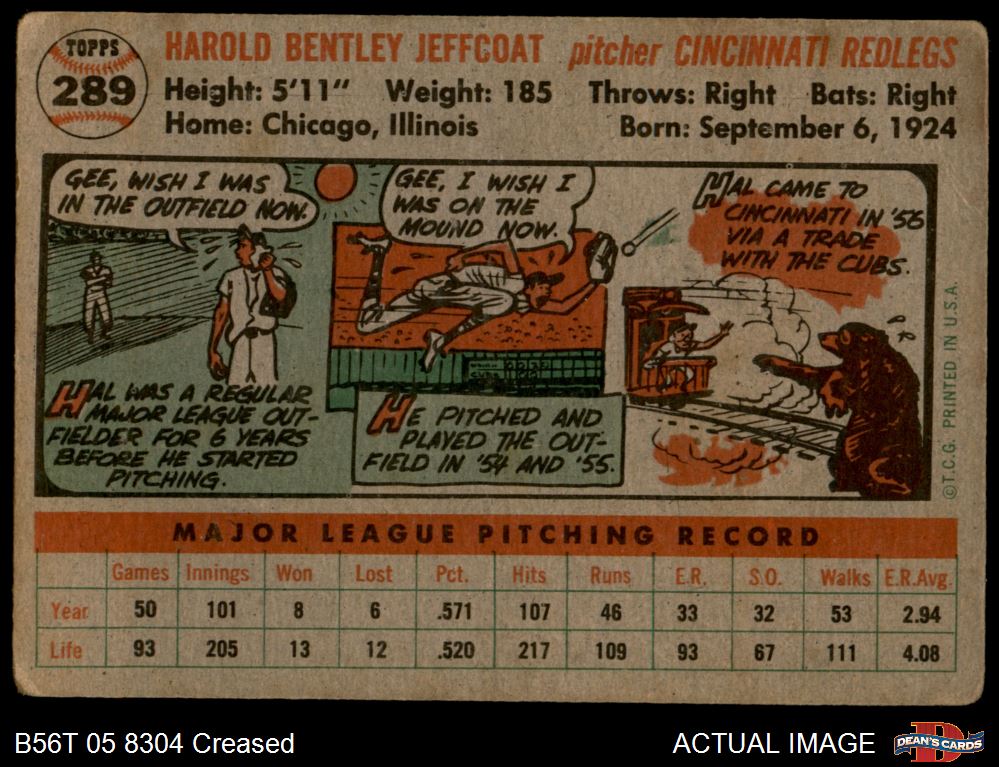 TOPPS
289
HAROLD BENTLEY JEFFCOAT pitcher CINCINNATI REDLEGS
Height: 5'11" Weight: 185 Throws: Right Bats: Right
Home: Chicago, Illinois Born: September 6, 1924
GEE, WISH I WAS
IN THE OUTFIELD NOW.
HAL WAS A REGULAR
MAJOR LEAGUE OUT-
FIELDER FOR 6 YEARS
BEFORE HE STARTED
PITCHING.
GEE, I WISH I
WAS ON THE
MOUND NOW.
HE PITCHED AND
PLAYED THE OUT-
FIELD IN '54 AND '55.
HAL CAME TO
CINCINNATI IN '56
VIA A TRADE
WITH THE CUBS.
©T.C.G. PRINTED IN U.S.A.
MAJOR LEAGUE PITCHING RECORD
Games Innings Won Lost Pct. Hits Runs E.R. S.O. Walks E.R.Avg.
Year 50 101 8 6 .571 107 46 33 32 53 2.94
Life 93 205 13 12 .520 217 109 93 67 111 4.08
B56T 05 8304 Creased
ACTUAL IMAGE
D
DEAN'S CARDS